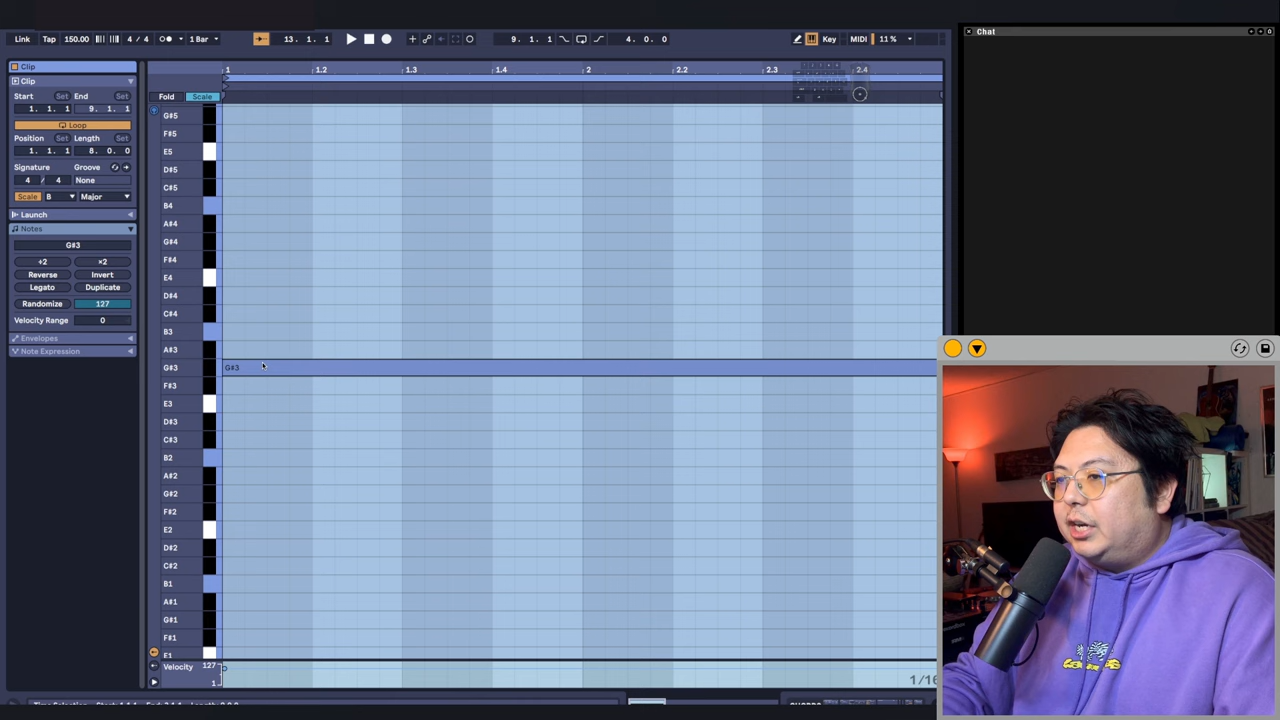 Link Tap 150.00 4 / 4 1 Bar 13. 1. 1 9. 1. 1 4. 0. 0 Key MIDI 11 %
Chat
Clip
Clip
Start Set End Set
1. 1. 1 9. 1. 1
Loop
Position Set Length Set
1. 1. 1 8. 0. 0
Signature Groove
4 / 4 None
Scale B Major
Launch
Notes
G#3
÷2 ×2
Reverse Invert
Legato Duplicate
Randomize 127
Velocity Range 0
Envelopes
Note Expression
1 1.2 1.3 1.4 2 2.2 2.3 2.4
Fold Scale
G#5
F#5
E5
D#5
C#5
B4
A#4
G#4
F#4
E4
D#4
C#4
B3
A#3
G#3 G#3
F#3
E3
D#3
C#3
B2
A#2
G#2
F#2
E2
D#2
C#2
B1
A#1
G#1
F#1
E1
Velocity 127
1
1/16